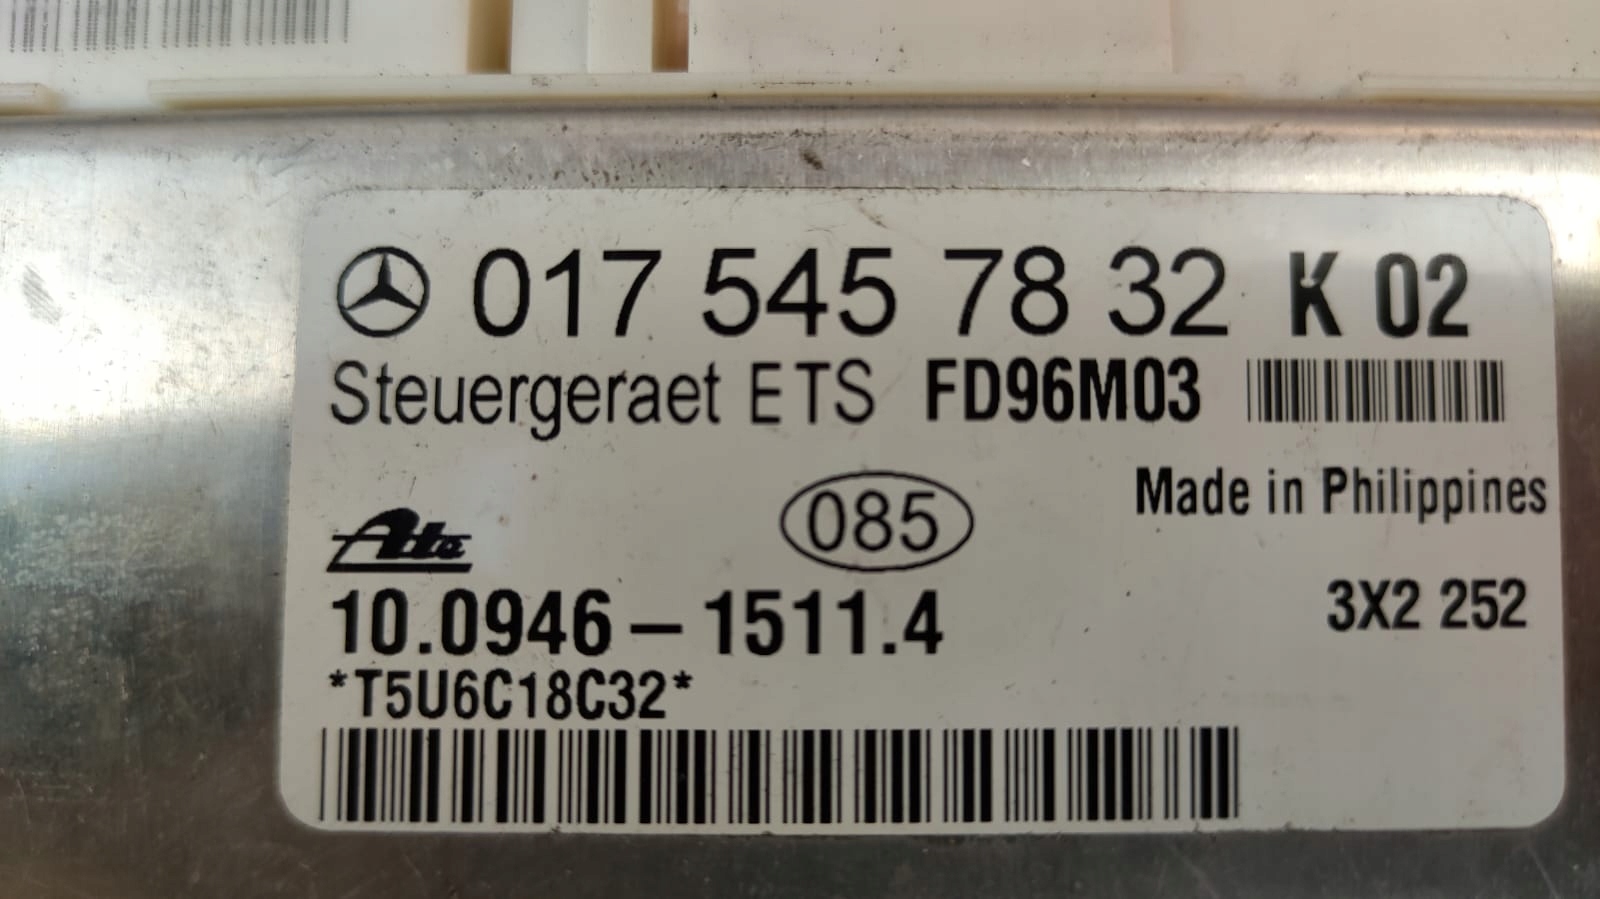 017 545 78 32 K 02
Steuergeraet ETS FD96M03
Made in Philippines
085
Ate
10.0946–1511.4
3X2 252
*T5U6C18C32*